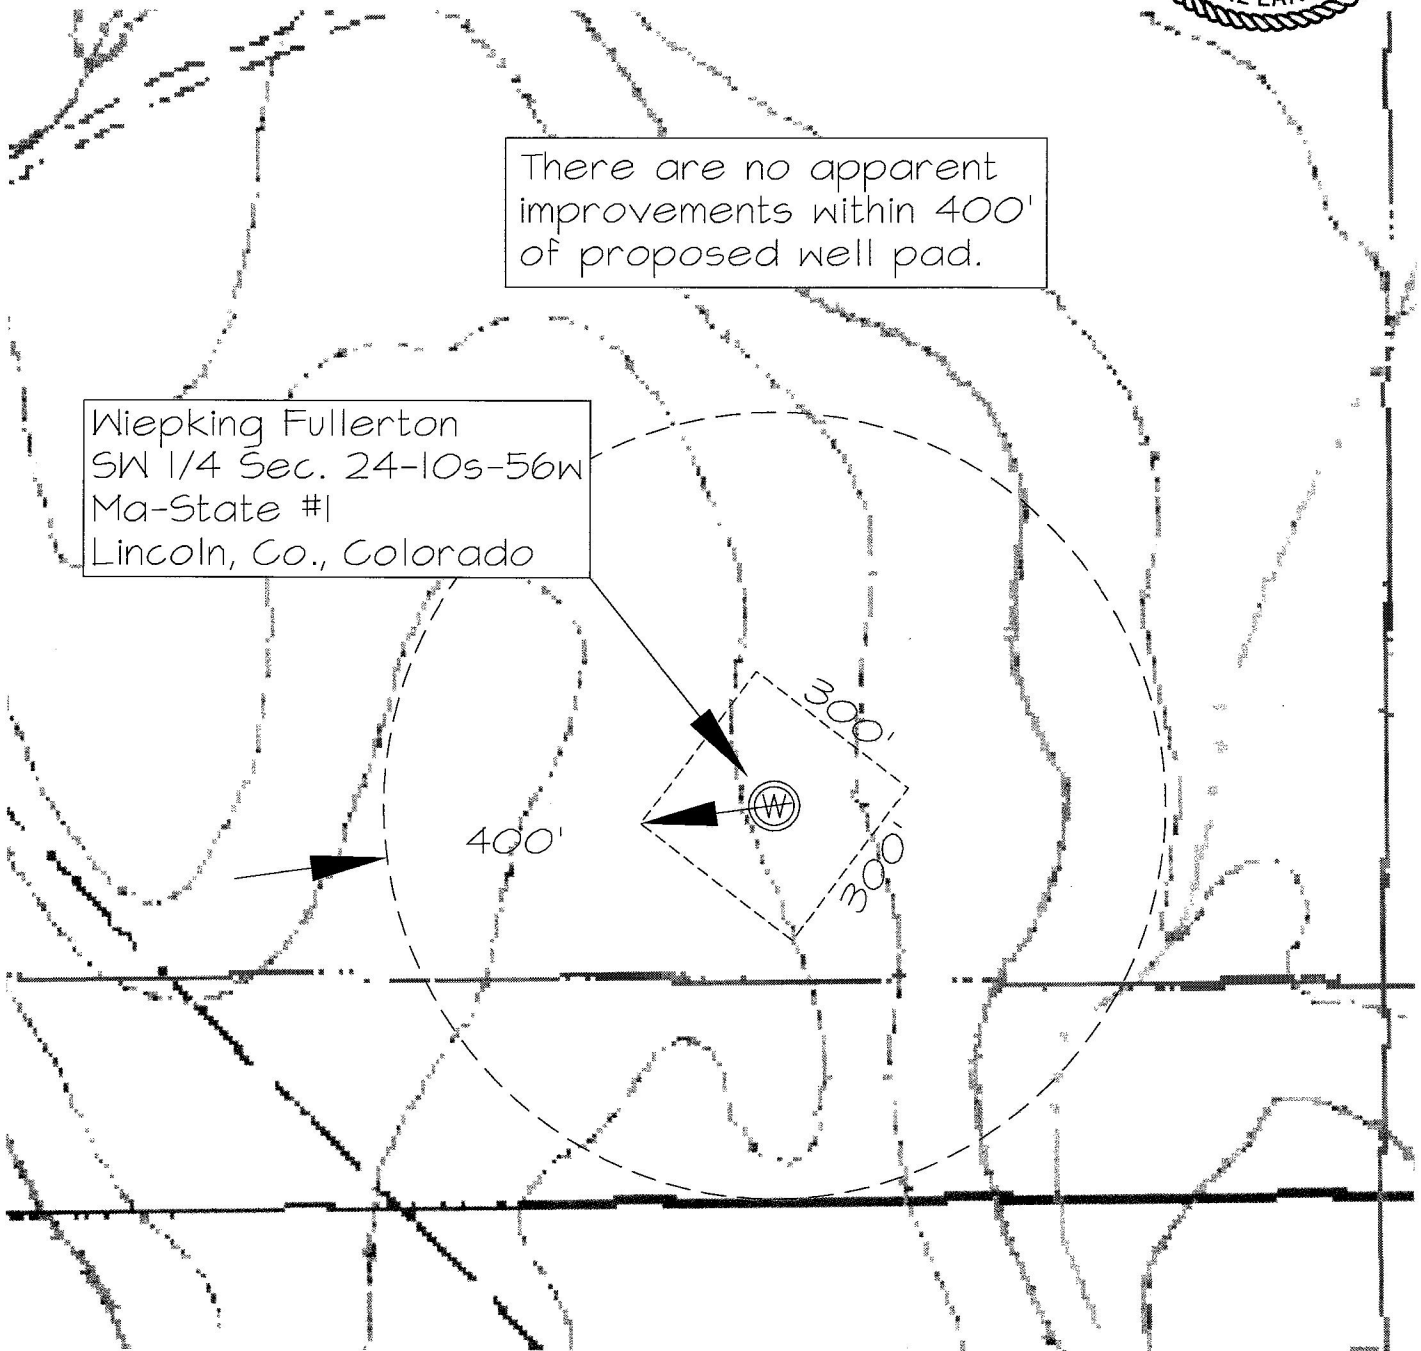 There are no apparent
improvements within 400'
of proposed well pad.
Wiepking Fullerton
SW 1/4 Sec. 24-10s-56w
Ma-State #1
Lincoln, Co., Colorado
300'
W
400'
300'